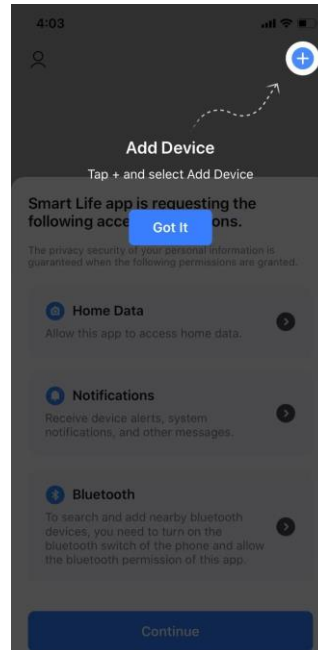 4:03
Add Device
Tap + and select Add Device
Smart Life app is requesting the
following acce
ons.
Got It
The privacy security of your personal information is
guaranteed when the following permissions are granted.
Home Data
Allow this app to access home data.
Notifications
Receive device alerts, system
notifications, and other messages.
Bluetooth
To search and add nearby bluetooth
devices, you need to turn on the
bluetooth switch of the phone and allow
the bluetooth permission of this app.
Continue